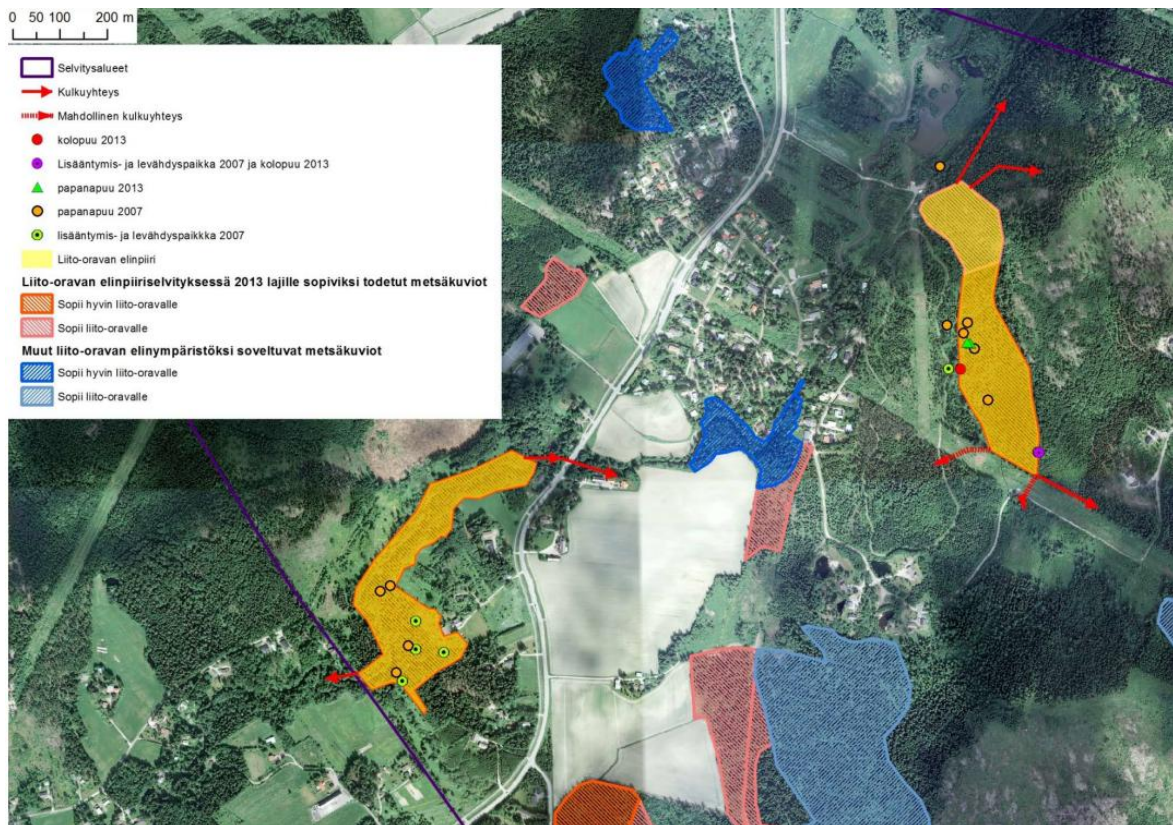 0 50 100 200 m
Selvitysalueet
Kulkuyhteys
Mahdollinen kulkuyhteys
kolopuu 2013
Lisääntymis- ja levähdyspaikka 2007 ja kolopuu 2013
papanapuu 2013
papanapuu 2007
lisääntymis- ja levähdyspaikkka 2007
Liito-oravan elinpiiri
Liito-oravan elinpiiriselvityksessä 2013 lajille sopiviksi todetut metsäkuviot
Sopii hyvin liito-oravalle
Sopii liito-oravalle
Muut liito-oravan elinympäristöksi soveltuvat metsäkuviot
Sopii hyvin liito-oravalle
Sopii liito-oravalle